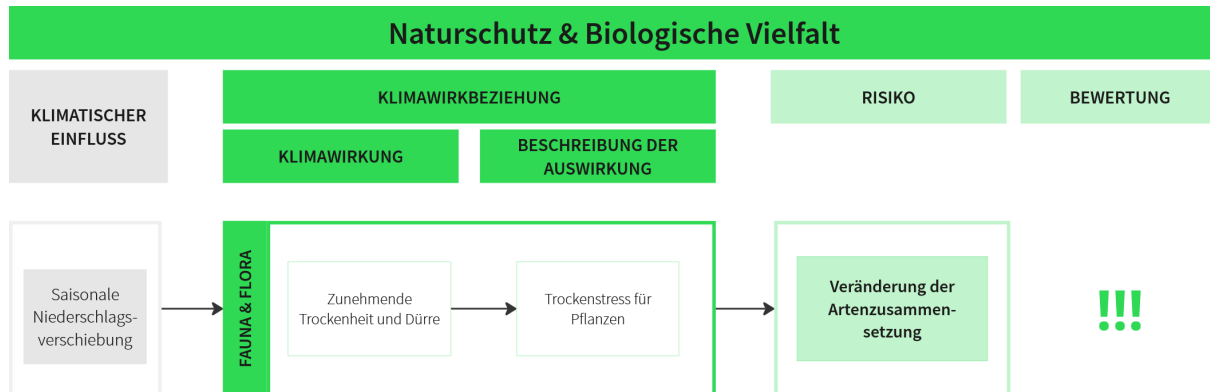 Naturschutz & Biologische Vielfalt
KLIMATISCHER
EINFLUSS
KLIMAWIRKBEZIEHUNG
RISIKO
BEWERTUNG
KLIMAWIRKUNG
BESCHREIBUNG DER
AUSWIRKUNG
Saisonale
Niederschlags-
verschiebung
FAUNA & FLORA
Zunehmende
Trockenheit und Dürre
Trockenstress für
Pflanzen
Veränderung der
Artenzusammen-
setzung
!!!